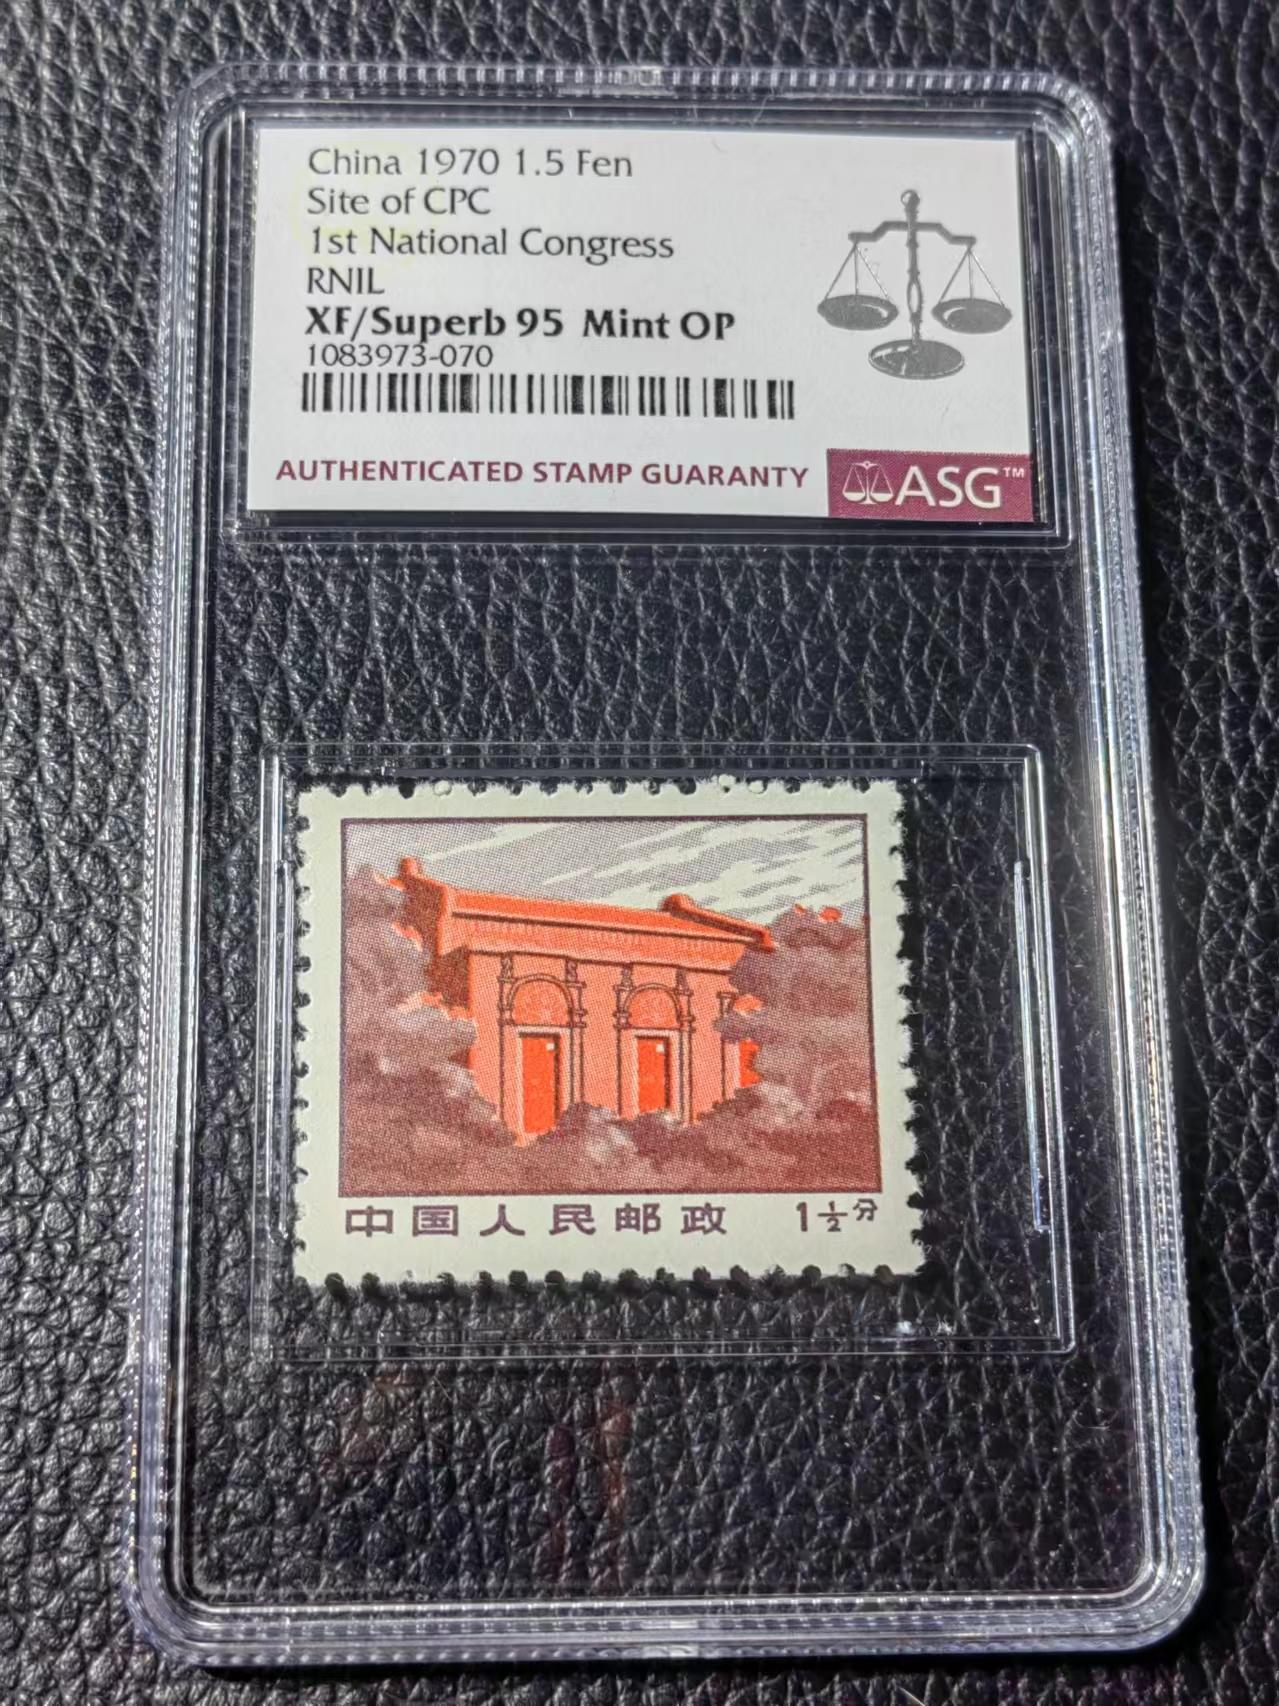 China 1970 1.5 Fen
Site of CPC
1st National Congress
RNIL
XF/Superb 95 Mint OP
1083973-070
AUTHENTICATED STAMP GUARANTY
ASG™
中国人民邮政 1½分